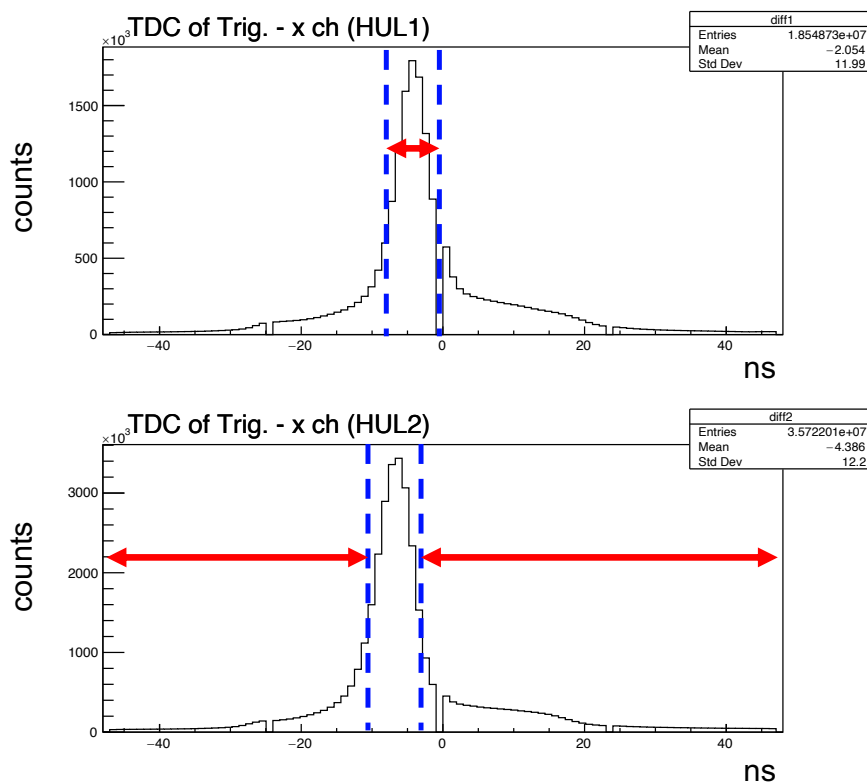 TDC of Trig. - x ch (HUL1)
diff1
Entries 1.854873e+07
Mean −2.054
Std Dev 11.99
×10³
counts
1500
1000
500
0
−40 −20 0 20 40
ns
TDC of Trig. - x ch (HUL2)
diff2
Entries 3.572201e+07
Mean −4.386
Std Dev 12.2
×10³
counts
3000
2000
1000
0
−40 −20 0 20 40
ns